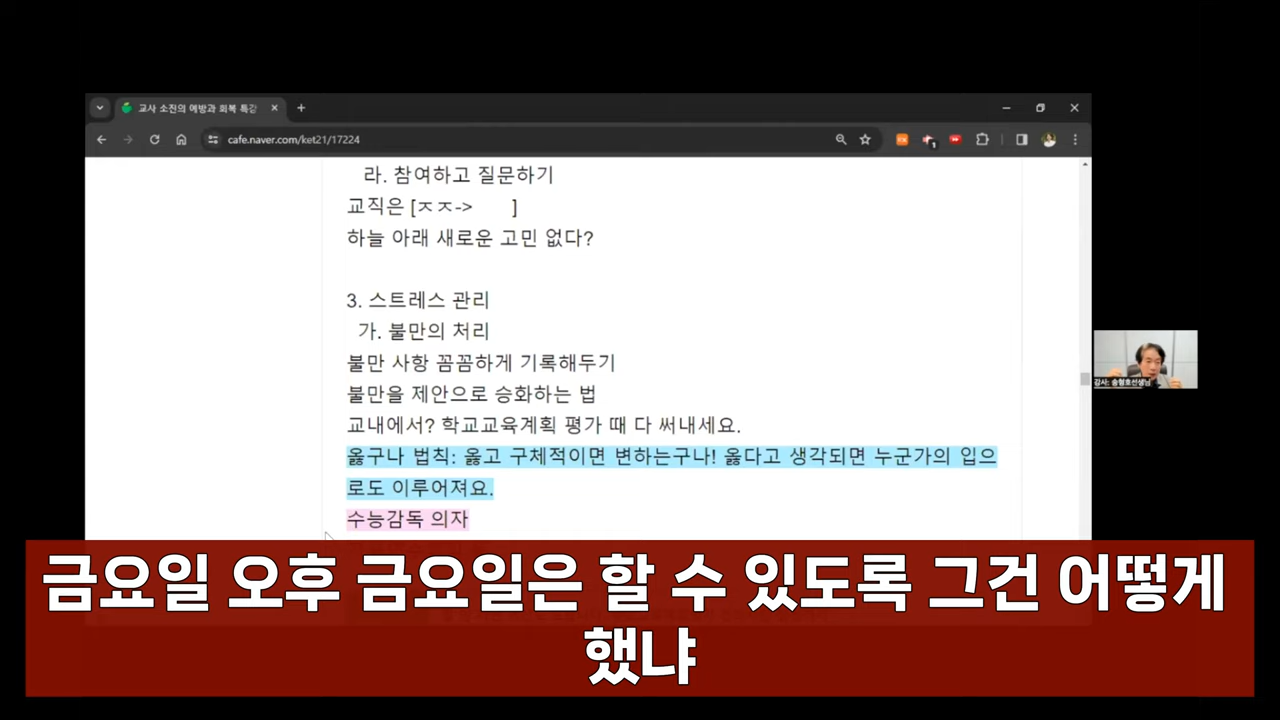 교사 소진의 예방과 회복 특강
cafe.naver.com/ket21/17224
라. 참여하고 질문하기
교직은 [ㅈㅈ-> ]
하늘 아래 새로운 고민 없다?
3. 스트레스 관리
가. 불만의 처리
불만 사항 꼼꼼하게 기록해두기
불만을 제안으로 승화하는 법
교내에서? 학교교육계획 평가 때 다 써내세요.
옳구나 법칙: 옳고 구체적이면 변하는구나! 옳다고 생각되면 누군가의 입으
로도 이루어져요.
수능감독 의자
강사: 송형호선생님
금요일 오후 금요일은 할 수 있도록 그건 어떻게
했냐